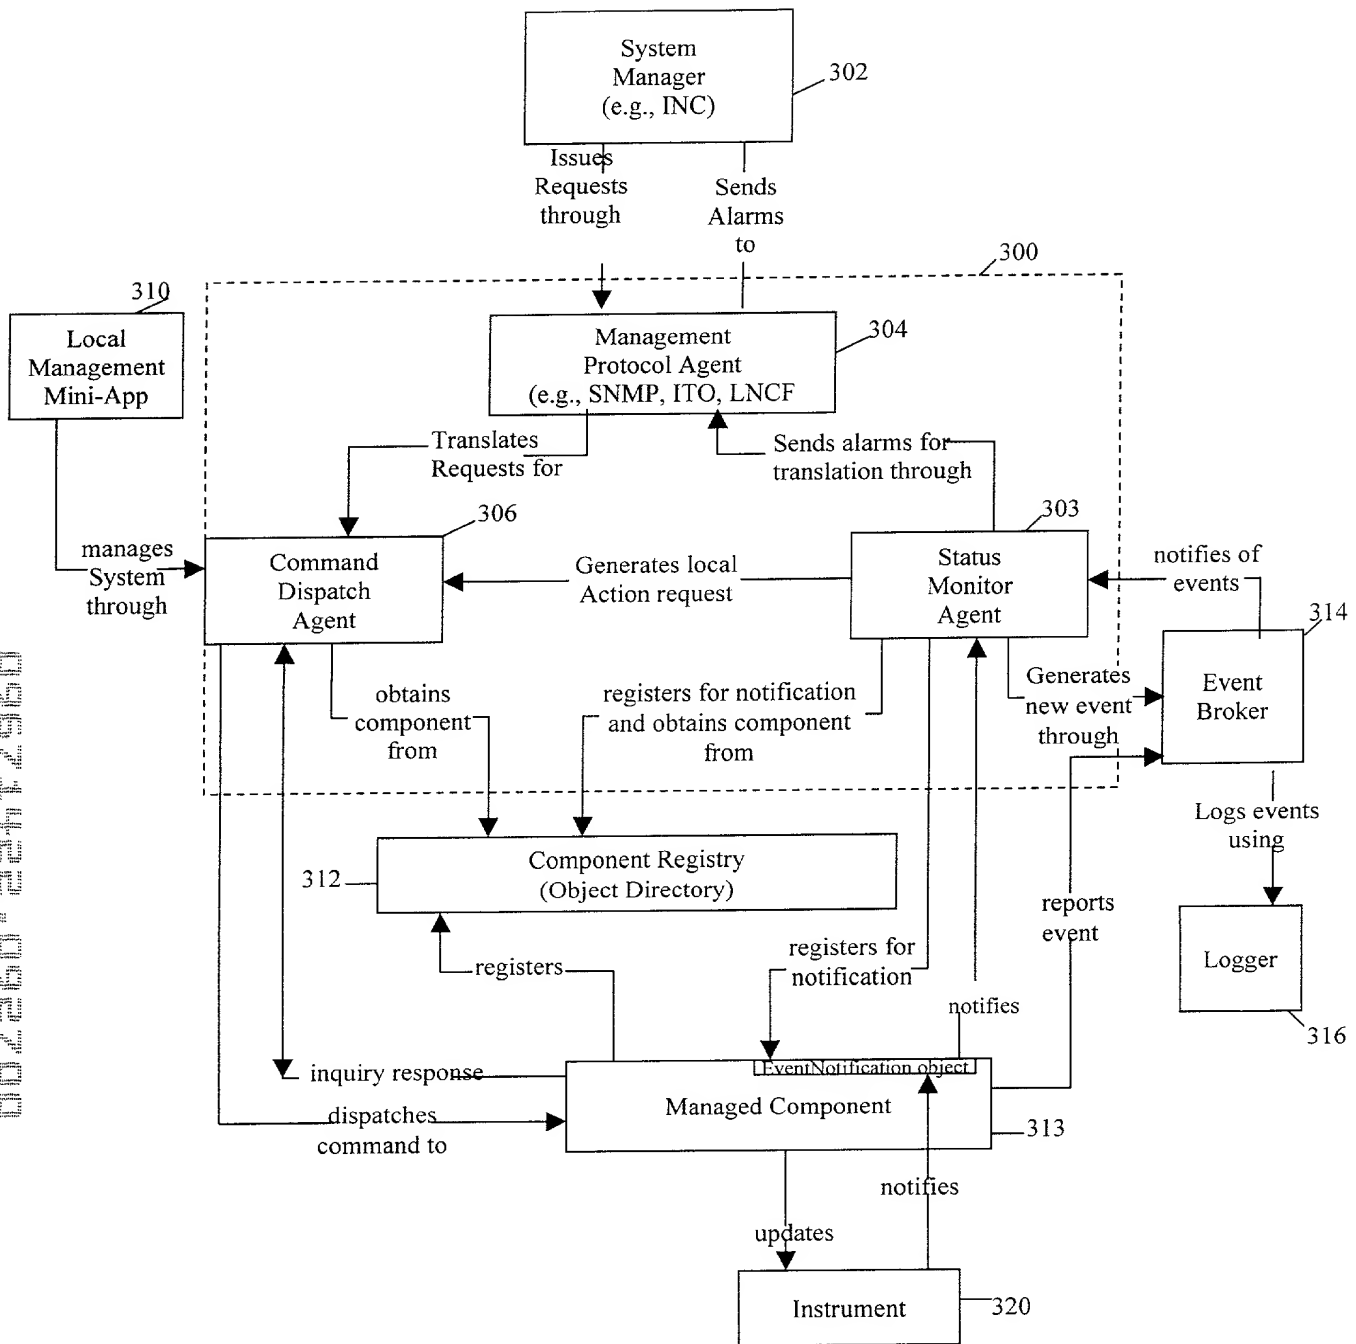 System
Manager
(e.g., INC)
302
Issues
Requests
through
Sends
Alarms
to
300
310
Local
Management
Mini-App
Management
Protocol Agent
(e.g., SNMP, ITO, LNCF
304
Translates
Requests for
Sends alarms for
translation through
306
303
manages
System
through
Command
Dispatch
Agent
Generates local
Action request
Status
Monitor
Agent
notifies of
events
314
Event
Broker
obtains
component
from
registers for notification
and obtains component
from
Generates
new event
through
Logs events
using
312
Component Registry
(Object Directory)
reports
event
Logger
316
registers
registers for
notification
notifies
inquiry response
EventNotification object
Managed Component
313
dispatches
command to
notifies
updates
Instrument
320